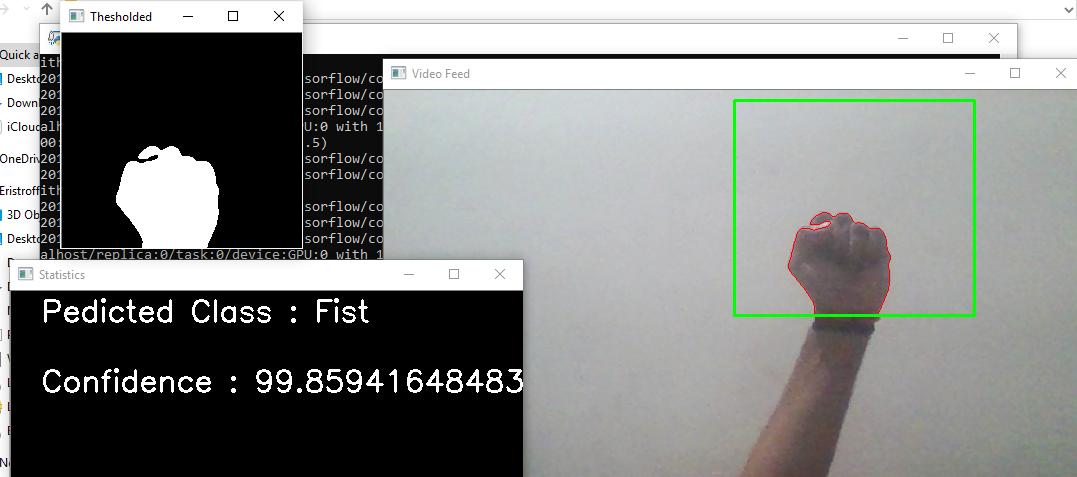 Thesholded
Quick a
Deskto
Downl
iCloud
OneDriv
Eristroff
3D Ob
Deskto
ith
201
201
201
alh
00:
201
201
ith
201
201
201
sorflow/co
sorflow/co
sorflow/co
U:0 with 1
.5)
sorflow/co
sorflow/co
sorflow/co
sorflow/co
sorflow/co
alhost/replica:0/task:0/device:GPU:0 with 1
Video Feed
Statistics
Pedicted Class : Fist
Confidence : 99.85941648483